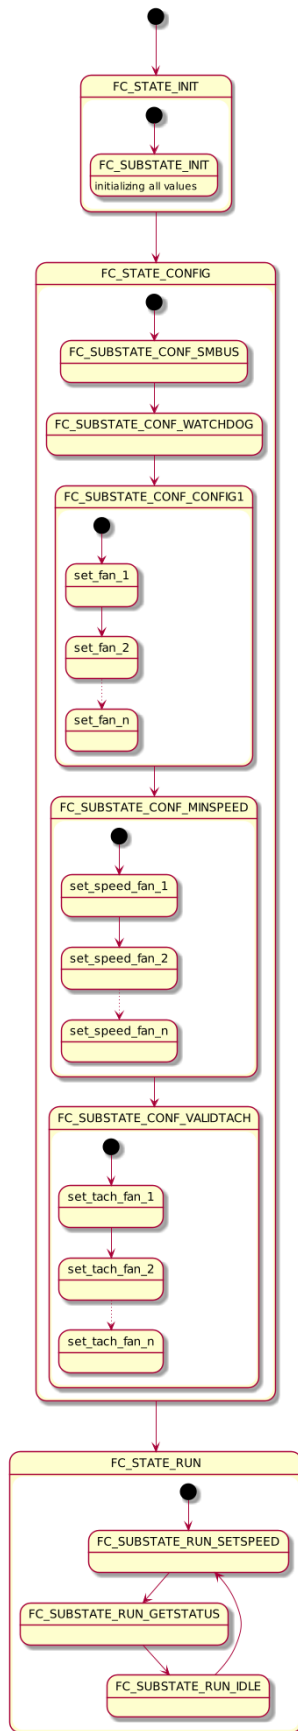 FC_STATE_INIT
FC_SUBSTATE_INIT
initializing all values
FC_STATE_CONFIG
FC_SUBSTATE_CONF_SMBUS
FC_SUBSTATE_CONF_WATCHDOG
FC_SUBSTATE_CONF_CONFIG1
set_fan_1
set_fan_2
set_fan_n
FC_SUBSTATE_CONF_MINSPEED
set_speed_fan_1
set_speed_fan_2
set_speed_fan_n
FC_SUBSTATE_CONF_VALIDTACH
set_tach_fan_1
set_tach_fan_2
set_tach_fan_n
FC_STATE_RUN
FC_SUBSTATE_RUN_SETSPEED
FC_SUBSTATE_RUN_GETSTATUS
FC_SUBSTATE_RUN_IDLE